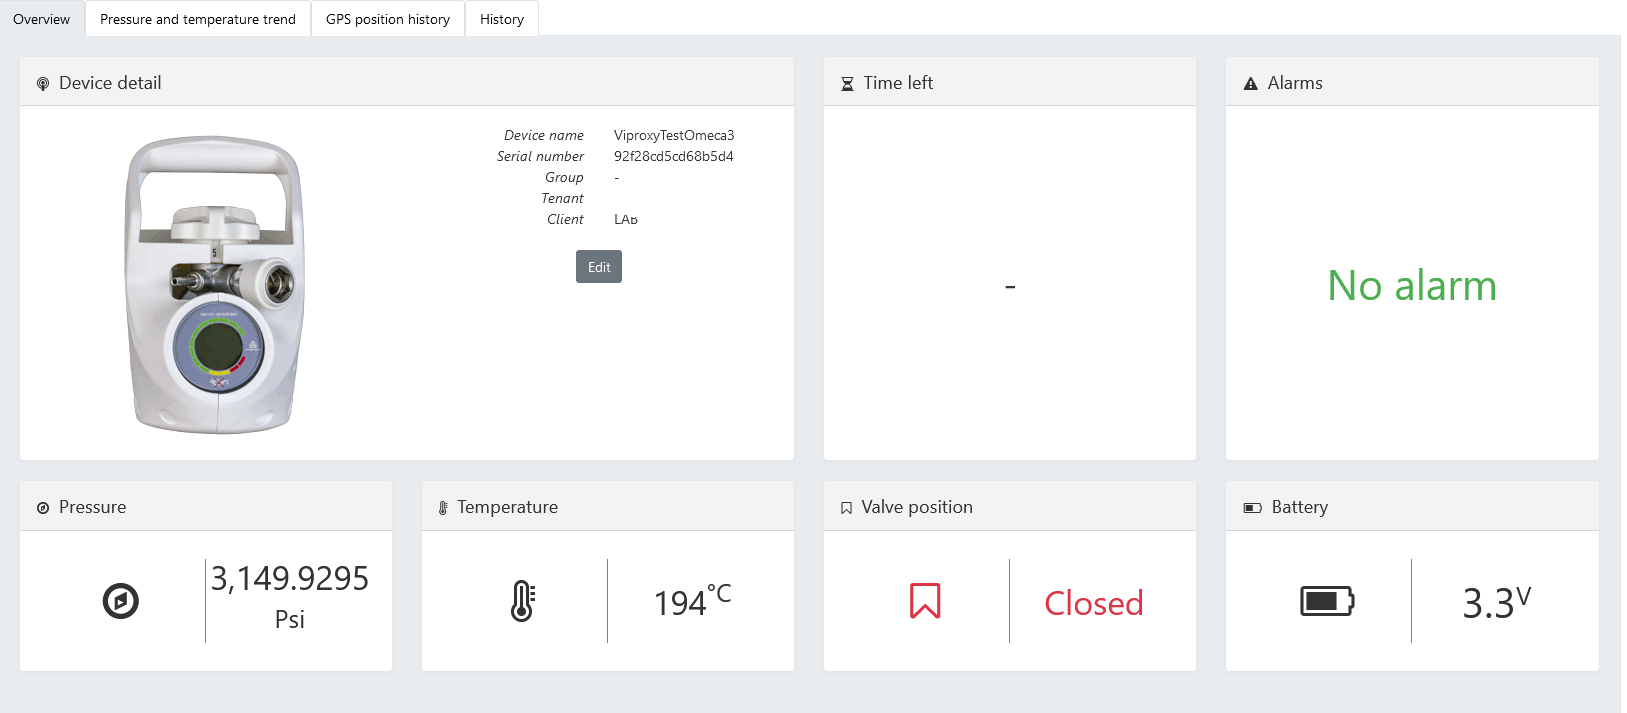 Overview
Pressure and temperature trend
GPS position history
History
Device detail
Device name ViproxyTestOmeca3
Serial number 92f28cd5cd68b5d4
Group -
Tenant
Client LAB
Edit
5
Time left
-
Alarms
No alarm
Pressure
3,149.9295
Psi
Temperature
194°C
Valve position
Closed
Battery
3.3V